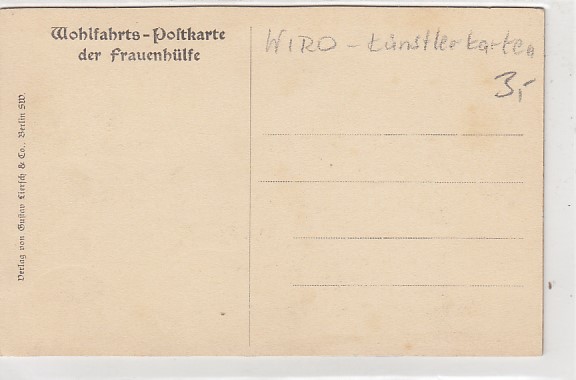 Wohlfahrts-Postkarte
der Frauenhülfe
WIRO - Künstlerkarten
3,-
Verlag von Gustav Liersch & Co., Berlin SW.